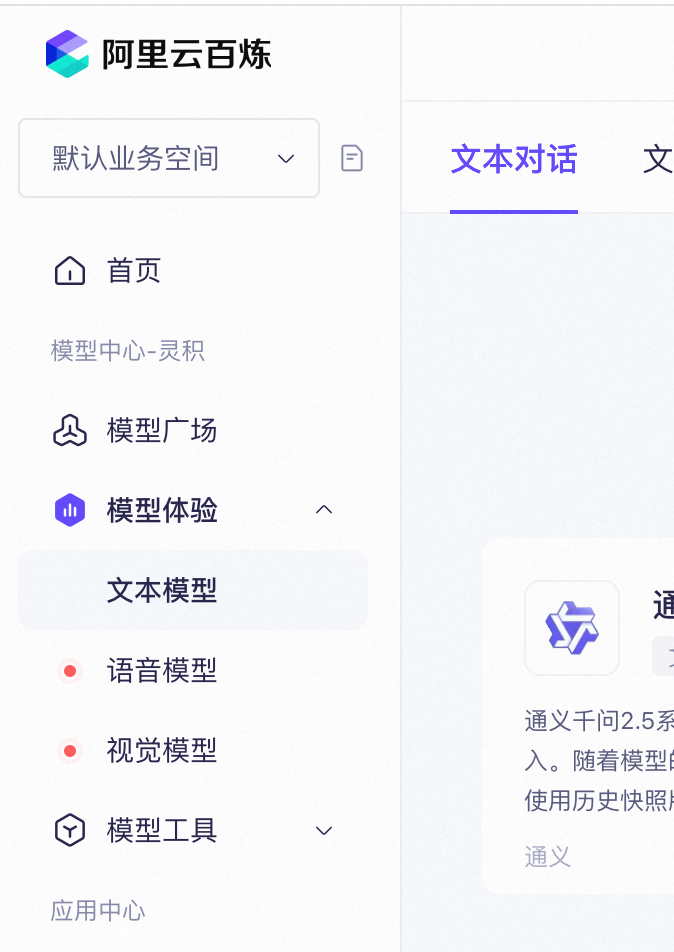 阿里云百炼
默认业务空间
首页
模型中心-灵积
模型广场
模型体验
文本模型
语音模型
视觉模型
模型工具
应用中心
文本对话
文
通
通义千问2.5系
入。随着模型的
使用历史快照版
通义